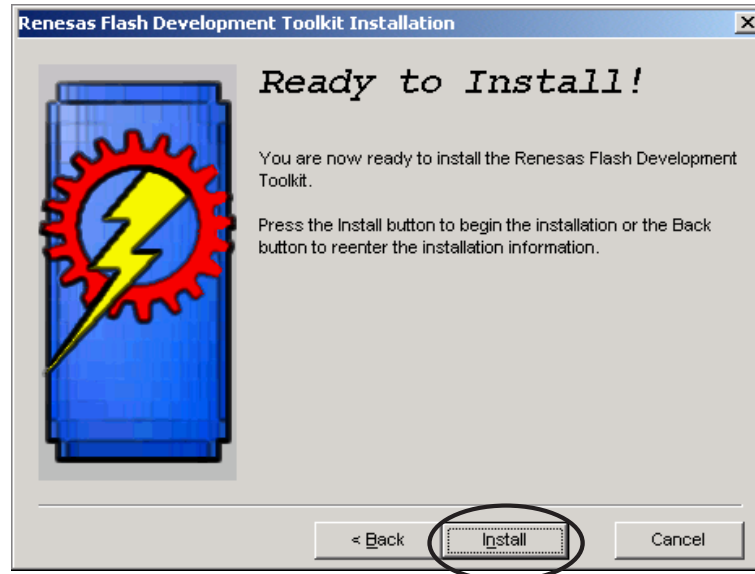 Renesas Flash Development Toolkit Installation
Ready to Install!
You are now ready to install the Renesas Flash Development
Toolkit.
Press the Install button to begin the installation or the Back
button to reenter the installation information.
< Back
Install
Cancel